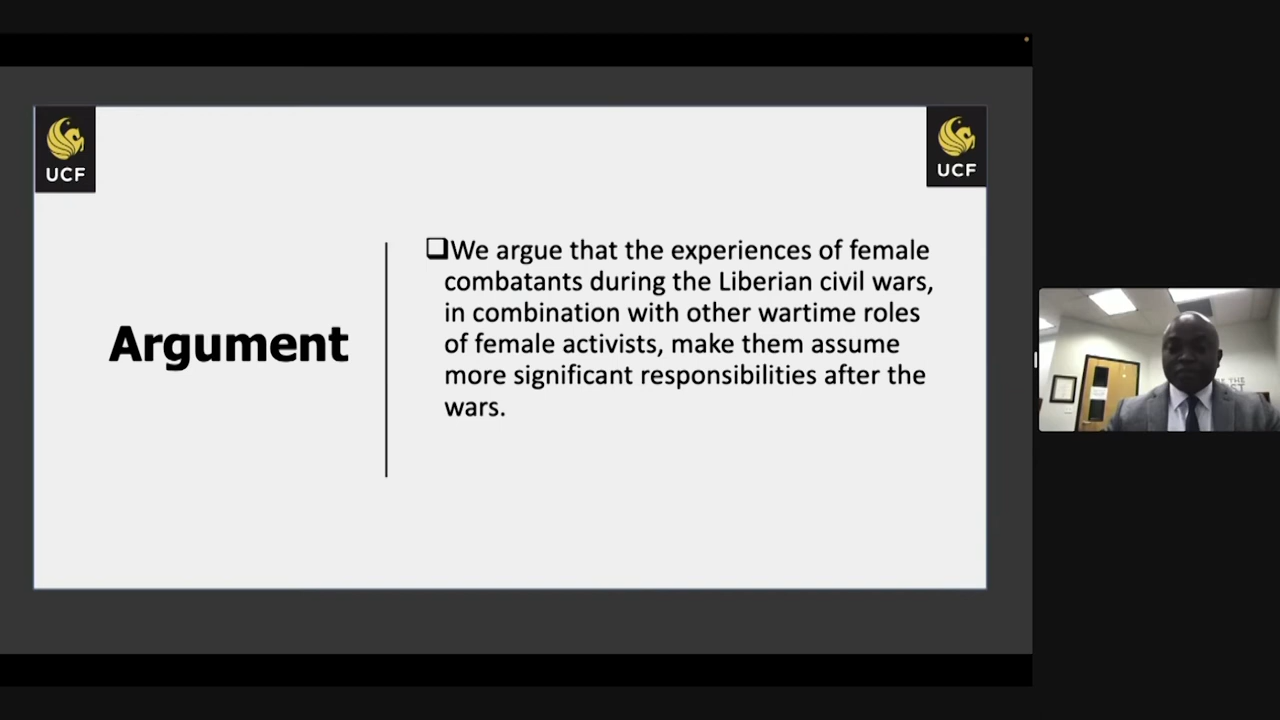 UCF
UCF
Argument
We argue that the experiences of female
combatants during the Liberian civil wars,
in combination with other wartime roles
of female activists, make them assume
more significant responsibilities after the
wars.